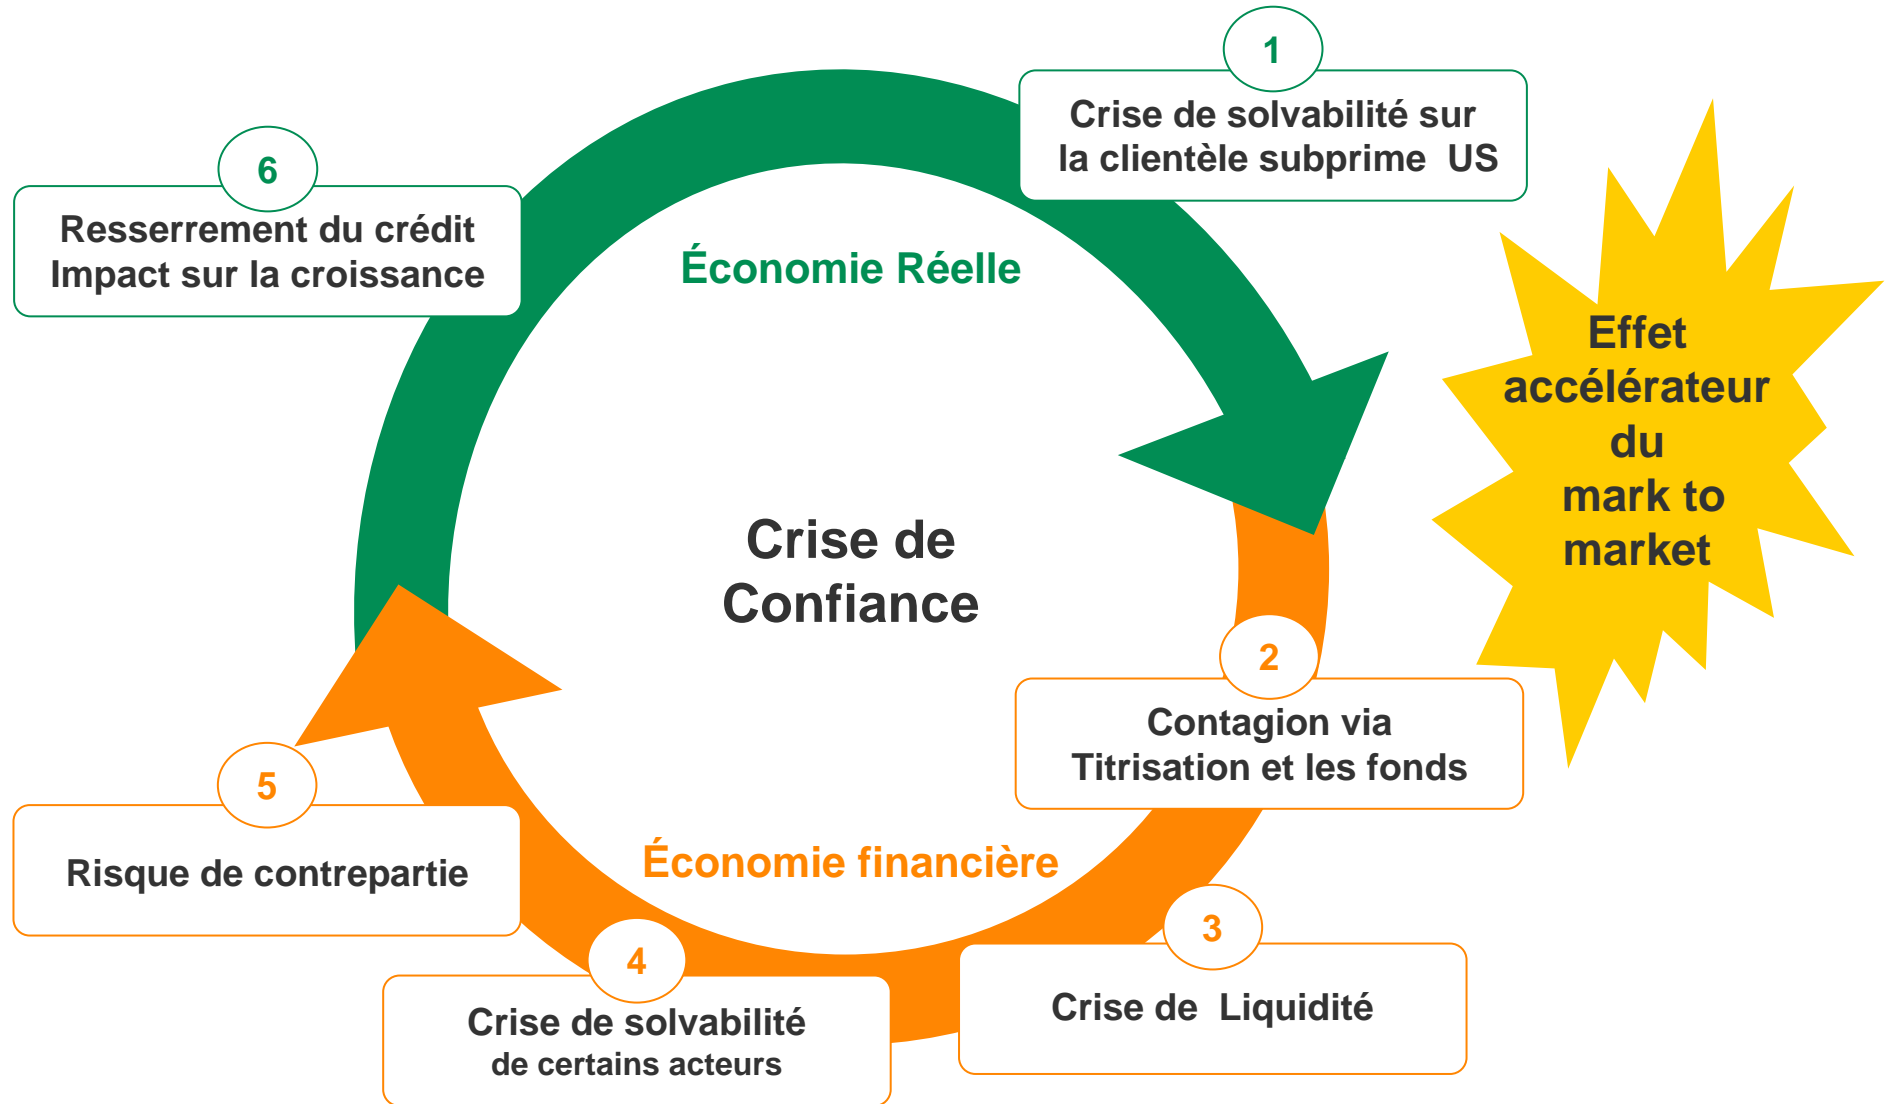 1
Crise de solvabilité sur
la clientèle subprime  US
6
Resserrement du crédit
Impact sur la croissance
Économie Réelle
Effet
accélérateur
du
mark to
market
Crise de
Confiance
2
Contagion via
Titrisation et les fonds
5
Risque de contrepartie
Économie financière
3
Crise de  Liquidité
4
Crise de solvabilité
de certains acteurs